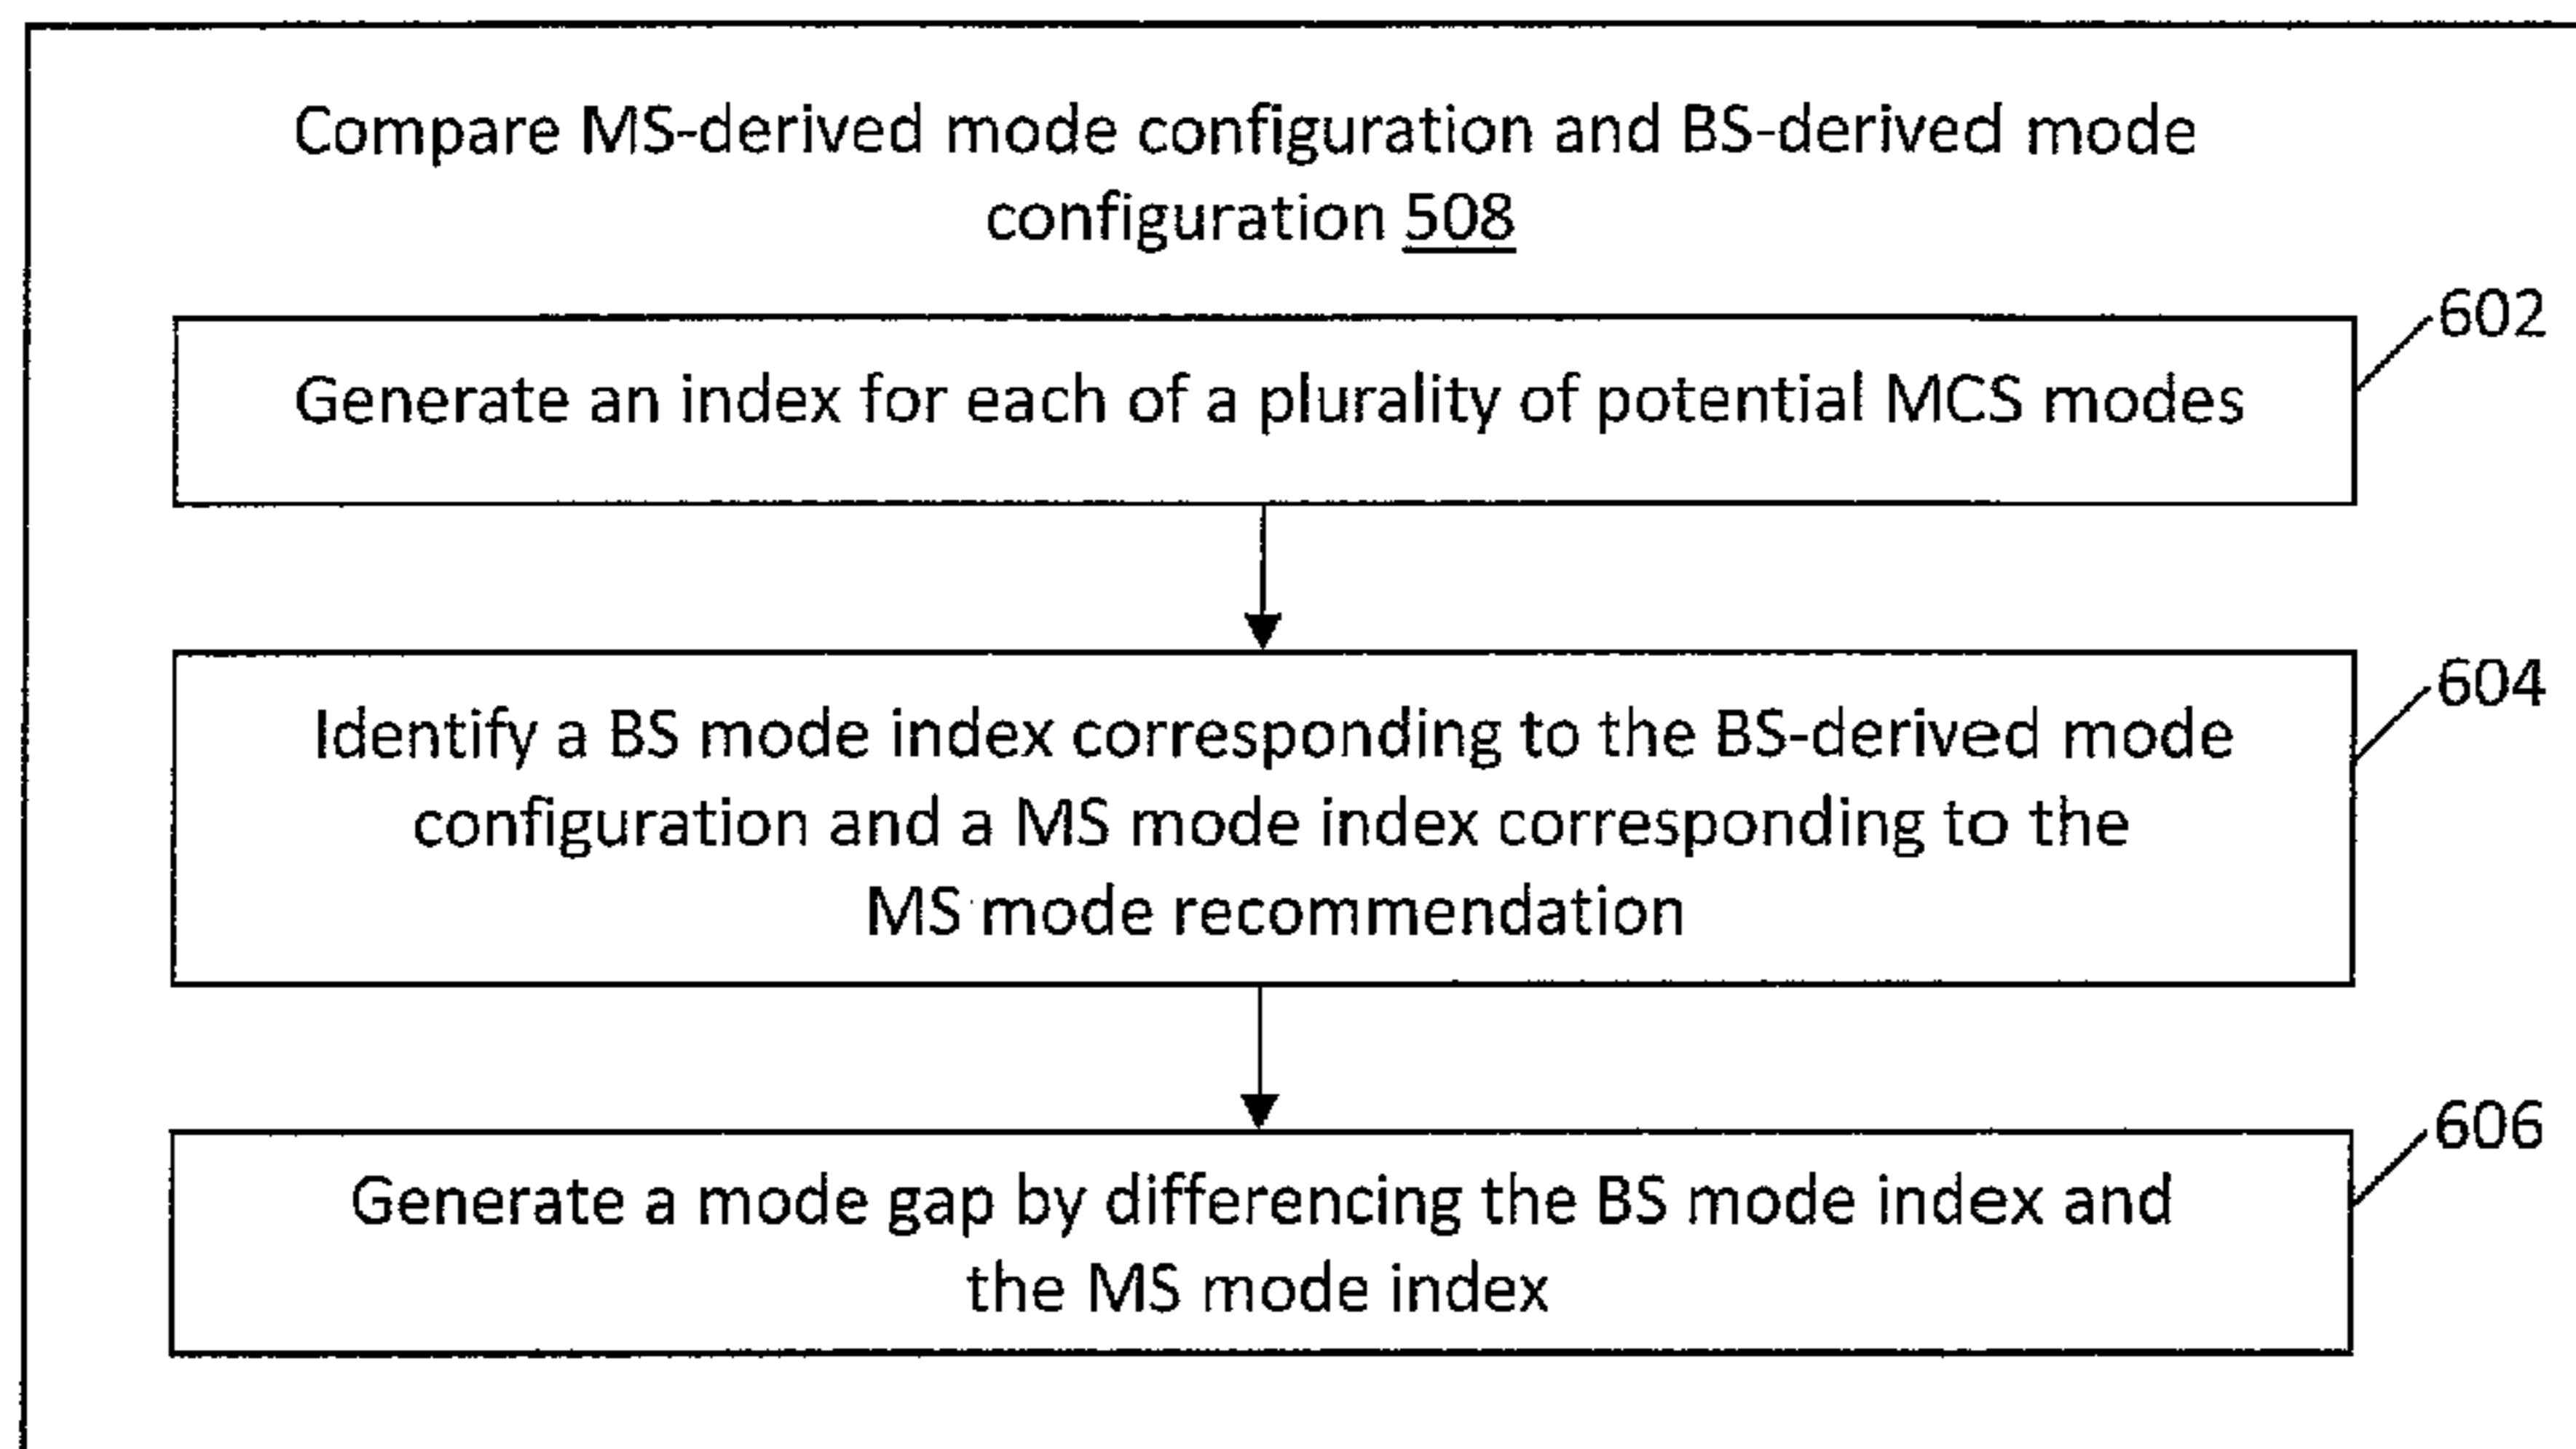 Compare MS-derived mode configuration and BS-derived mode
configuration 508
602
Generate an index for each of a plurality of potential MCS modes
604
Identify a BS mode index corresponding to the BS-derived mode
configuration and a MS mode index corresponding to the
MS mode recommendation
606
Generate a mode gap by differencing the BS mode index and
the MS mode index